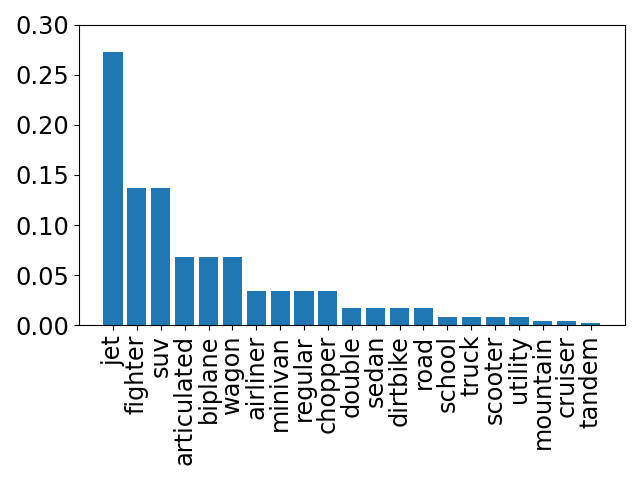 0.30
0.25
0.20
0.15
0.10
0.05
0.00
jet
fighter
suv
articulated
biplane
wagon
airliner
minivan
regular
chopper
double
sedan
dirtbike
road
school
truck
scooter
utility
mountain
cruiser
tandem